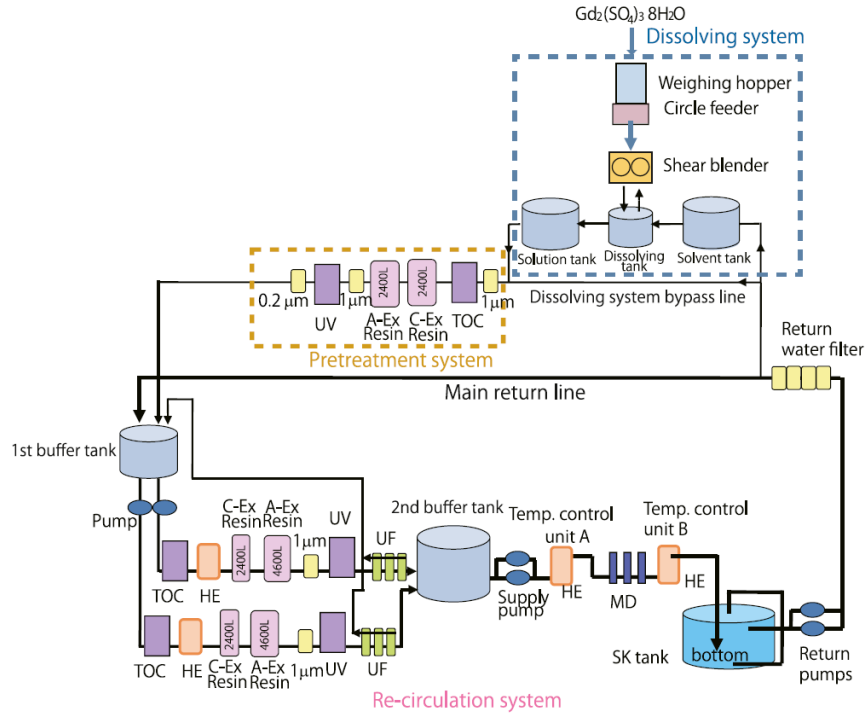 Gd₂(SO₄)₃ 8H₂O
Dissolving system
Weighing hopper
Circle feeder
Shear blender
Solution tank
Dissolving
tank
Solvent tank
0.2 μm
UV
1μm
2400L
A-Ex
Resin
2400L
C-Ex
Resin
TOC
1μm
Dissolving system bypass line
Pretreatment system
Return
water filter
Main return line
1st buffer tank
Pump
C-Ex
Resin
A-Ex
Resin
1μm
UV
UF
2400L
4600L
TOC
HE
2nd buffer tank
Temp. control
unit A
Temp. control
unit B
Supply
pump
HE
MD
HE
SK tank
bottom
Return
pumps
2400L
4600L
TOC
HE
C-Ex
Resin
A-Ex
Resin
1μm
UV
UF
Re-circulation system